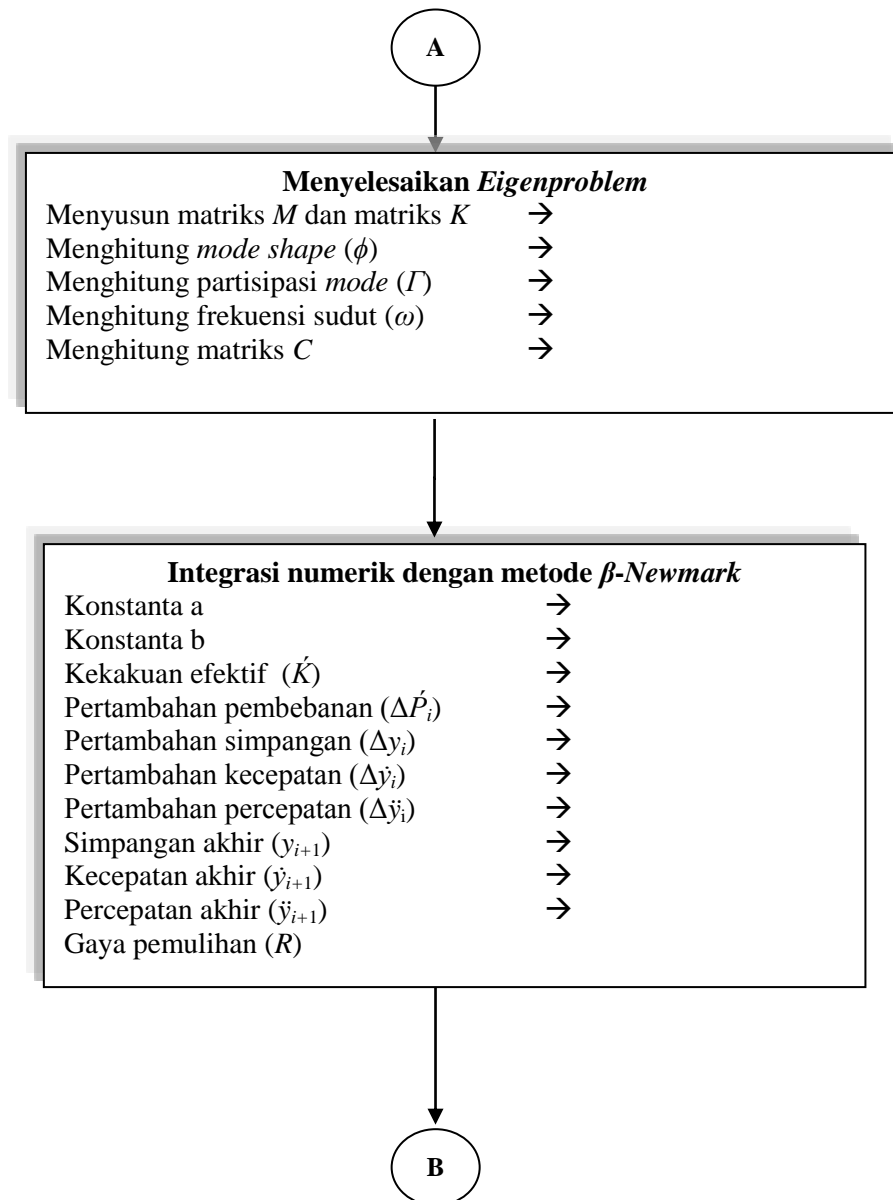 A
Menyelesaikan Eigenproblem
Menyusun matriks M dan matriks K →
Menghitung mode shape (ϕ) →
Menghitung partisipasi mode (Γ) →
Menghitung frekuensi sudut (ω) →
Menghitung matriks C →
Integrasi numerik dengan metode β-Newmark
Konstanta a →
Konstanta b →
Kekakuan efektif (Ḱ) →
Pertambahan pembebanan (ΔṔi) →
Pertambahan simpangan (Δyi) →
Pertambahan kecepatan (Δẏi) →
Pertambahan percepatan (Δÿi) →
Simpangan akhir (yi+1) →
Kecepatan akhir (ẏi+1) →
Percepatan akhir (ÿi+1) →
Gaya pemulihan (R)
B